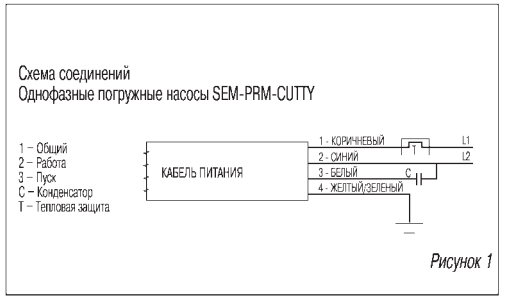 Схема соединений
Однофазные погружные насосы SEM-PRM-CUTTY
1 – Общий
2 – Работа
3 – Пуск
С – Конденсатор
Т – Тепловая защита
КАБЕЛЬ ПИТАНИЯ
1 - КОРИЧНЕВЫЙ
T
L1
2 - СИНИЙ
L2
3 - БЕЛЫЙ
C
4 - ЖЕЛТЫЙ/ЗЕЛЕНЫЙ
Рисунок 1